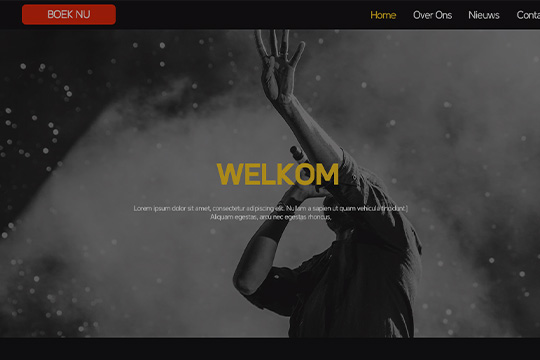 BOEK NU
Home Over Ons Nieuws Conta
WELKOM
Lorem ipsum dolor sit amet, consectetur adipiscing elit. Nullam a sapien ut quam vehicula tincidunt |
Aliquam egestas, arcu nec egestas rhoncus,